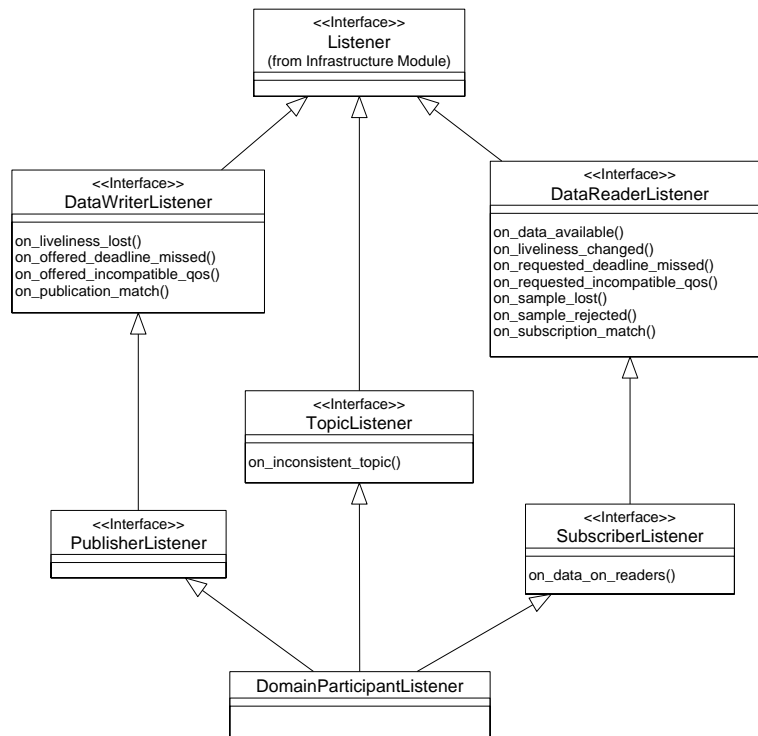 <<Interface>>
Listener
(from Infrastructure Module)
<<Interface>>
DataWriterListener
on_liveliness_lost()
on_offered_deadline_missed()
on_offered_incompatible_qos()
on_publication_match()
<<Interface>>
DataReaderListener
on_data_available()
on_liveliness_changed()
on_requested_deadline_missed()
on_requested_incompatible_qos()
on_sample_lost()
on_sample_rejected()
on_subscription_match()
<<Interface>>
TopicListener
on_inconsistent_topic()
<<Interface>>
PublisherListener
<<Interface>>
SubscriberListener
on_data_on_readers()
DomainParticipantListener